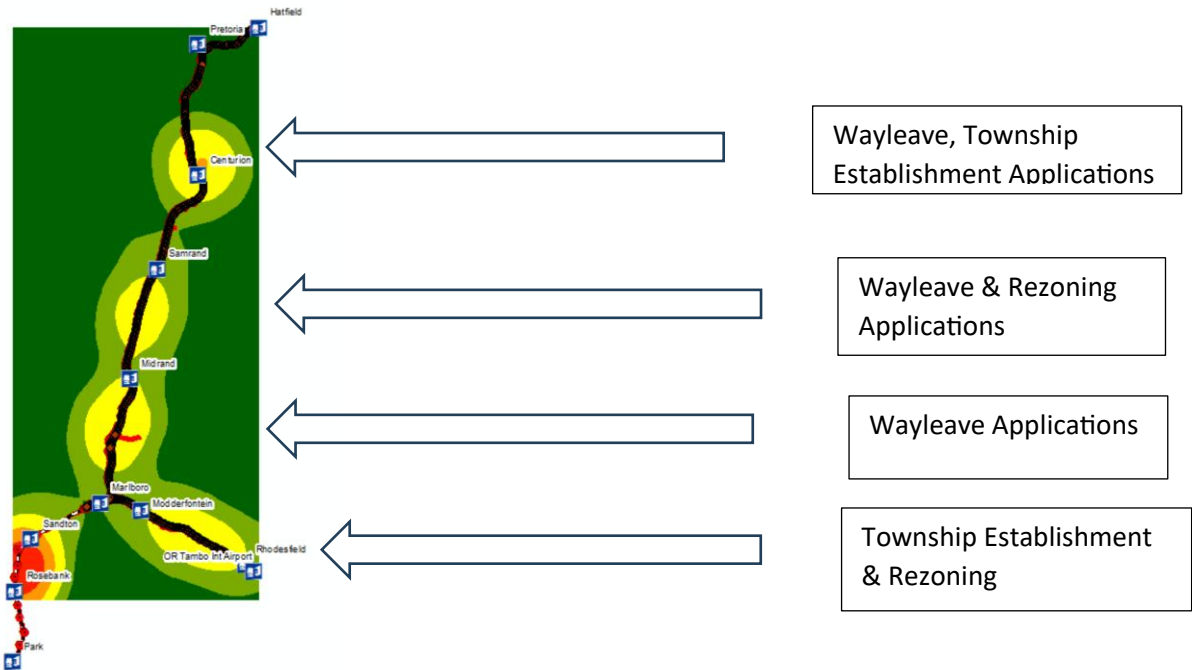 Hatfield
Pretoria
Centurion
Wayleave, Township
Establishment Applications
Samrand
Wayleave & Rezoning
Applications
Midrand
Wayleave Applications
Marlboro
Modderfontein
Sandton
OR Tambo Int Airport
Rhodesfield
Township Establishment
& Rezoning
Rosebank
Park